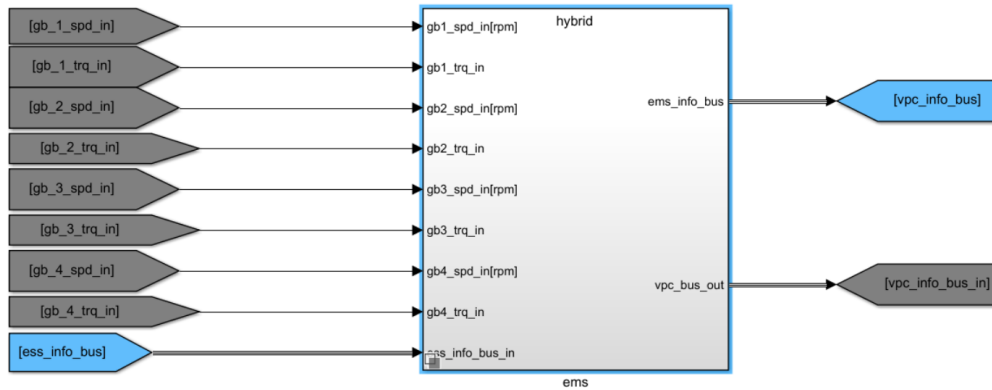 [gb_1_spd_in]
[gb_1_trq_in]
[gb_2_spd_in]
[gb_2_trq_in]
[gb_3_spd_in]
[gb_3_trq_in]
[gb_4_spd_in]
[gb_4_trq_in]
[ess_info_bus]
hybrid
gb1_spd_in[rpm]
gb1_trq_in
gb2_spd_in[rpm]
gb2_trq_in
gb3_spd_in[rpm]
gb3_trq_in
gb4_spd_in[rpm]
gb4_trq_in
ess_info_bus_in
ems_info_bus
vpc_bus_out
ems
[vpc_info_bus]
[vpc_info_bus_in]